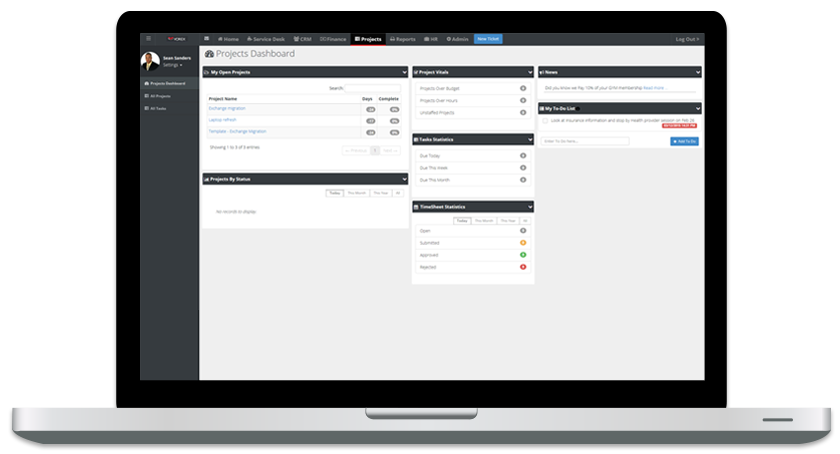 Home Service Desk CRM Finance Projects Reports HR Admin New Ticket Log Out
Sean Sanders
Settings
Projects Dashboard
All Projects
All Tasks
Projects Dashboard
My Open Projects
Search:
Project Name Days Complete
Exchange migration
Laptop refresh
Template - Exchange Migration
Showing 1 to 3 of 3 entries
Previous 1 Next
Projects By Status
Today This Month This Year All
No records to display.
Project Vitals
Projects Over Budget
Projects Over Hours
Unstaffed Projects
Tasks Statistics
Due Today
Due This Week
Due This Month
TimeSheet Statistics
Today This Month This Year All
Open
Submitted
Approved
Rejected
News
Did you know we Pay 10% of your GYM membership Read more ..
My To-Do List
Look at insurance information and stop by health provider session on Feb 28
Enter To Do here...
Add To Do